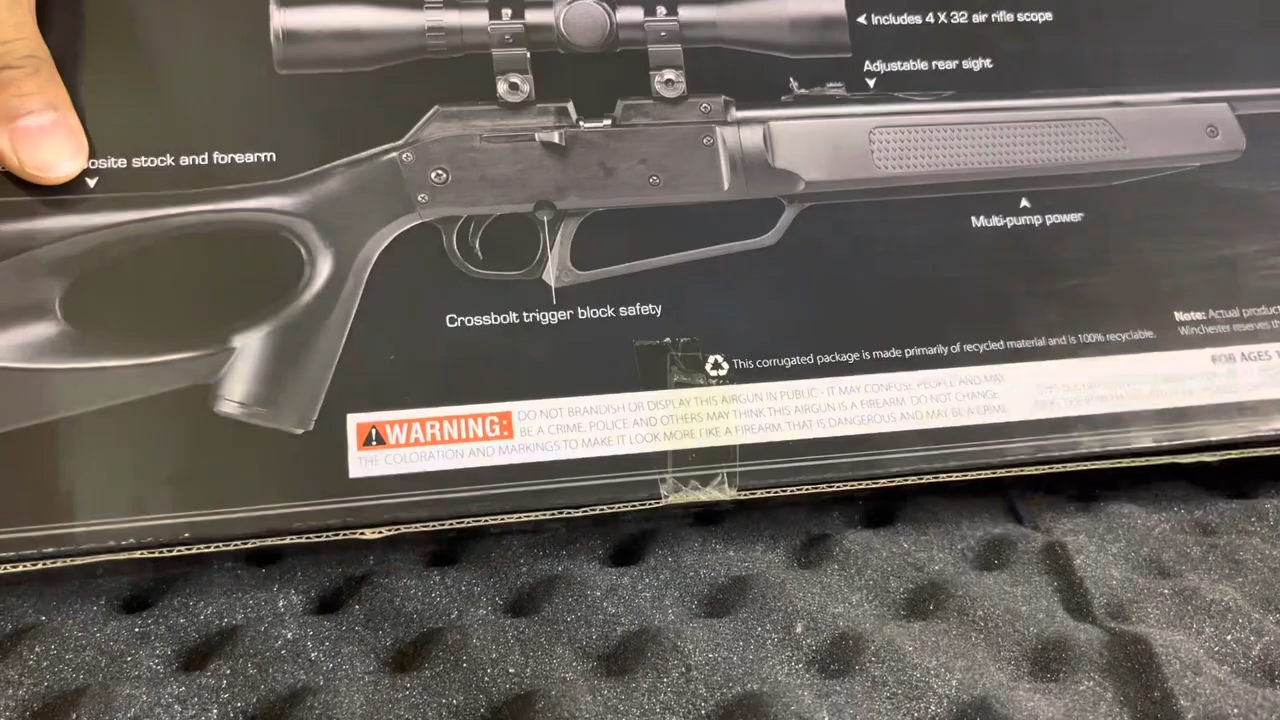 Includes 4 X 32 air rifle scope
Adjustable rear sight
osite stock and forearm
Multi-pump power
Crossbolt trigger block safety
Note: Actual product
Winchester reserves th
This corrugated package is made primarily of recycled material and is 100% recyclable.
FOR AGES 1
WARNING: DO NOT BRANDISH OR DISPLAY THIS AIRGUN IN PUBLIC - IT MAY CONFUSE PEOPLE AND MAY
BE A CRIME. POLICE AND OTHERS MAY THINK THIS AIRGUN IS A FIREARM. DO NOT CHANGE
THE COLORATION AND MARKINGS TO MAKE IT LOOK MORE LIKE A FIREARM. THAT IS DANGEROUS AND MAY BE A CRIME.